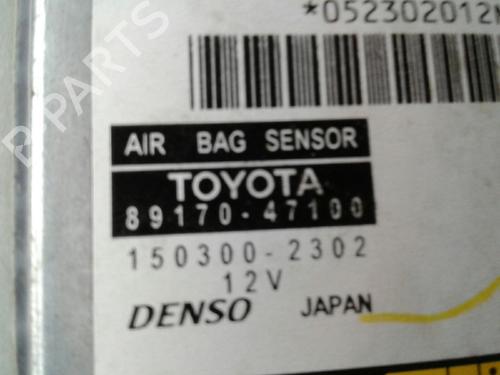 *052302012
AIR BAG SENSOR
TOYOTA
89170-47100
150300-2302
12V
DENSO JAPAN
B-PARTS